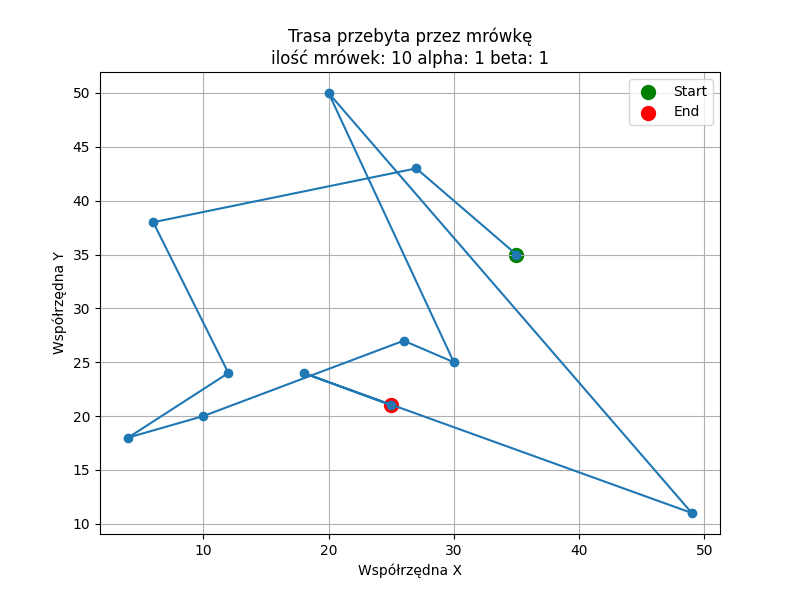 Trasa przebyta przez mrówkę
ilość mrówek: 10 alpha: 1 beta: 1
Start
End
50
45
40
35
30
25
20
15
10
Współrzędna Y
10
20
30
40
50
Współrzędna X